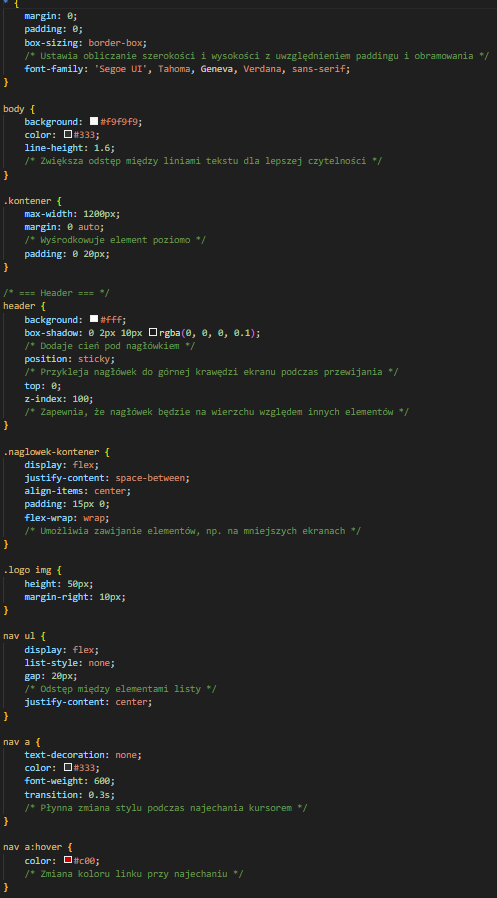 * {
margin: 0;
padding: 0;
box-sizing: border-box;
/* Ustawia obliczanie szerokości i wysokości z uwzględnieniem paddingu i obramowania */
font-family: 'Segoe UI', Tahoma, Geneva, Verdana, sans-serif;
}
body {
background: #f9f9f9;
color: #333;
line-height: 1.6;
/* Zwiększa odstęp między liniami tekstu dla lepszej czytelności */
}
.kontener {
max-width: 1200px;
margin: 0 auto;
/* Wyśrodkowuje element poziomo */
padding: 0 20px;
}
/* === Header === */
header {
background: #fff;
box-shadow: 0 2px 10px rgba(0, 0, 0, 0.1);
/* Dodaje cień pod nagłówkiem */
position: sticky;
/* Przykleja nagłówek do górnej krawędzi ekranu podczas przewijania */
top: 0;
z-index: 100;
/* Zapewnia, że nagłówek będzie na wierzchu względem innych elementów */
}
.naglowek-kontener {
display: flex;
justify-content: space-between;
align-items: center;
padding: 15px 0;
flex-wrap: wrap;
/* Umożliwia zawijanie elementów, np. na mniejszych ekranach */
}
.logo img {
height: 50px;
margin-right: 10px;
}
nav ul {
display: flex;
list-style: none;
gap: 20px;
/* Odstęp między elementami listy */
justify-content: center;
}
nav a {
text-decoration: none;
color: #333;
font-weight: 600;
transition: 0.3s;
/* Płynna zmiana stylu podczas najechania kursorem */
}
nav a:hover {
color: #c00;
/* Zmiana koloru linku przy najechaniu */
}